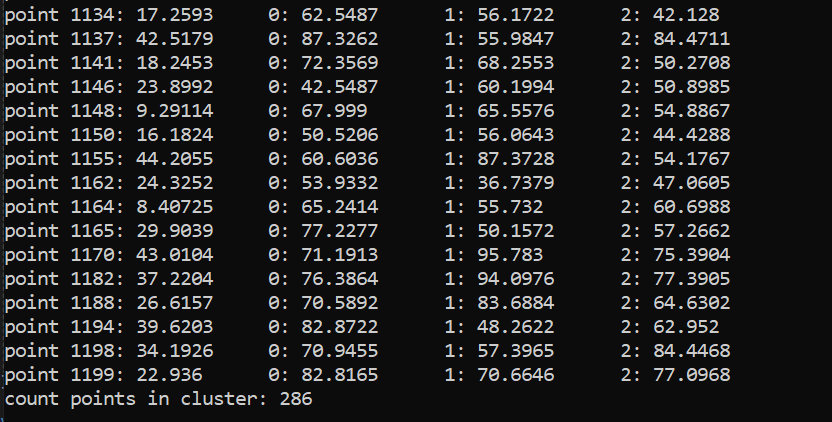 point 1134: 17.2593 0: 62.5487 1: 56.1722 2: 42.128
point 1137: 42.5179 0: 87.3262 1: 55.9847 2: 84.4711
point 1141: 18.2453 0: 72.3569 1: 68.2553 2: 50.2708
point 1146: 23.8992 0: 42.5487 1: 60.1994 2: 50.8985
point 1148: 9.29114 0: 67.999 1: 65.5576 2: 54.8867
point 1150: 16.1824 0: 50.5206 1: 56.0643 2: 44.4288
point 1155: 44.2055 0: 60.6036 1: 87.3728 2: 54.1767
point 1162: 24.3252 0: 53.9332 1: 36.7379 2: 47.0605
point 1164: 8.40725 0: 65.2414 1: 55.732 2: 60.6988
point 1165: 29.9039 0: 77.2277 1: 50.1572 2: 57.2662
point 1170: 43.0104 0: 71.1913 1: 95.783 2: 75.3904
point 1182: 37.2204 0: 76.3864 1: 94.0976 2: 77.3905
point 1188: 26.6157 0: 70.5892 1: 83.6884 2: 64.6302
point 1194: 39.6203 0: 82.8722 1: 48.2622 2: 62.952
point 1198: 34.1926 0: 70.9455 1: 57.3965 2: 84.4468
point 1199: 22.936 0: 82.8165 1: 70.6646 2: 77.0968
count points in cluster: 286